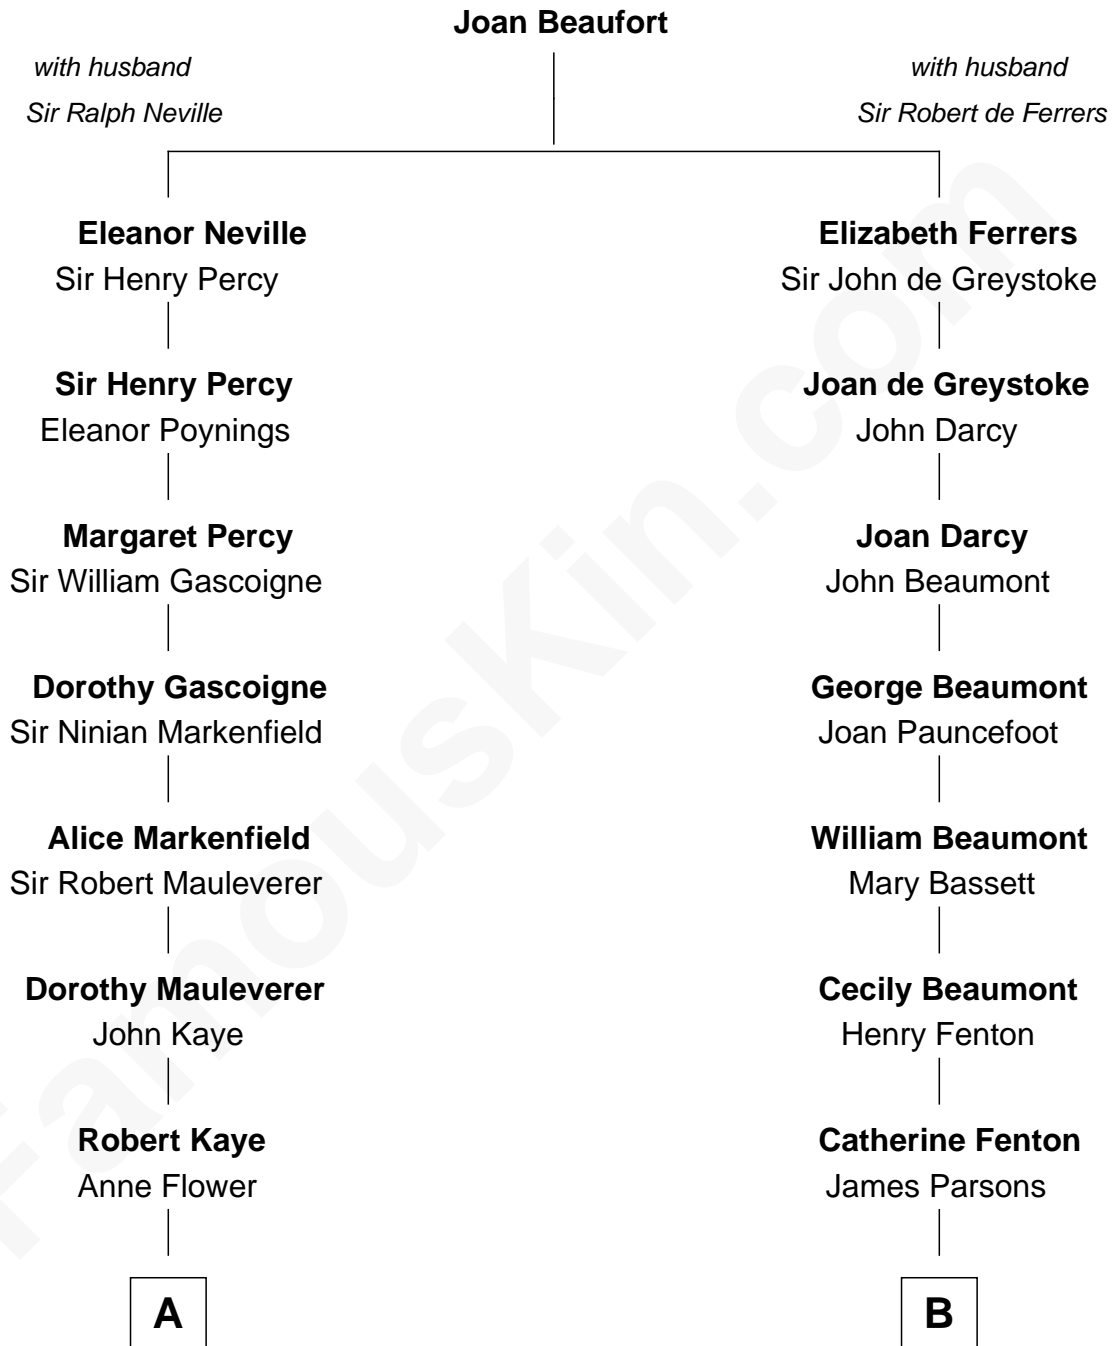 Joan Beaufort
with husband
Sir Ralph Neville
with husband
Sir Robert de Ferrers
Eleanor Neville
Sir Henry Percy
Elizabeth Ferrers
Sir John de Greystoke
Sir Henry Percy
Eleanor Poynings
Joan de Greystoke
John Darcy
Margaret Percy
Sir William Gascoigne
Joan Darcy
John Beaumont
Dorothy Gascoigne
Sir Ninian Markenfield
George Beaumont
Joan Pauncefoot
Alice Markenfield
Sir Robert Mauleverer
William Beaumont
Mary Bassett
Dorothy Mauleverer
John Kaye
Cecily Beaumont
Henry Fenton
Robert Kaye
Anne Flower
Catherine Fenton
James Parsons
A
B
FamousKin.com